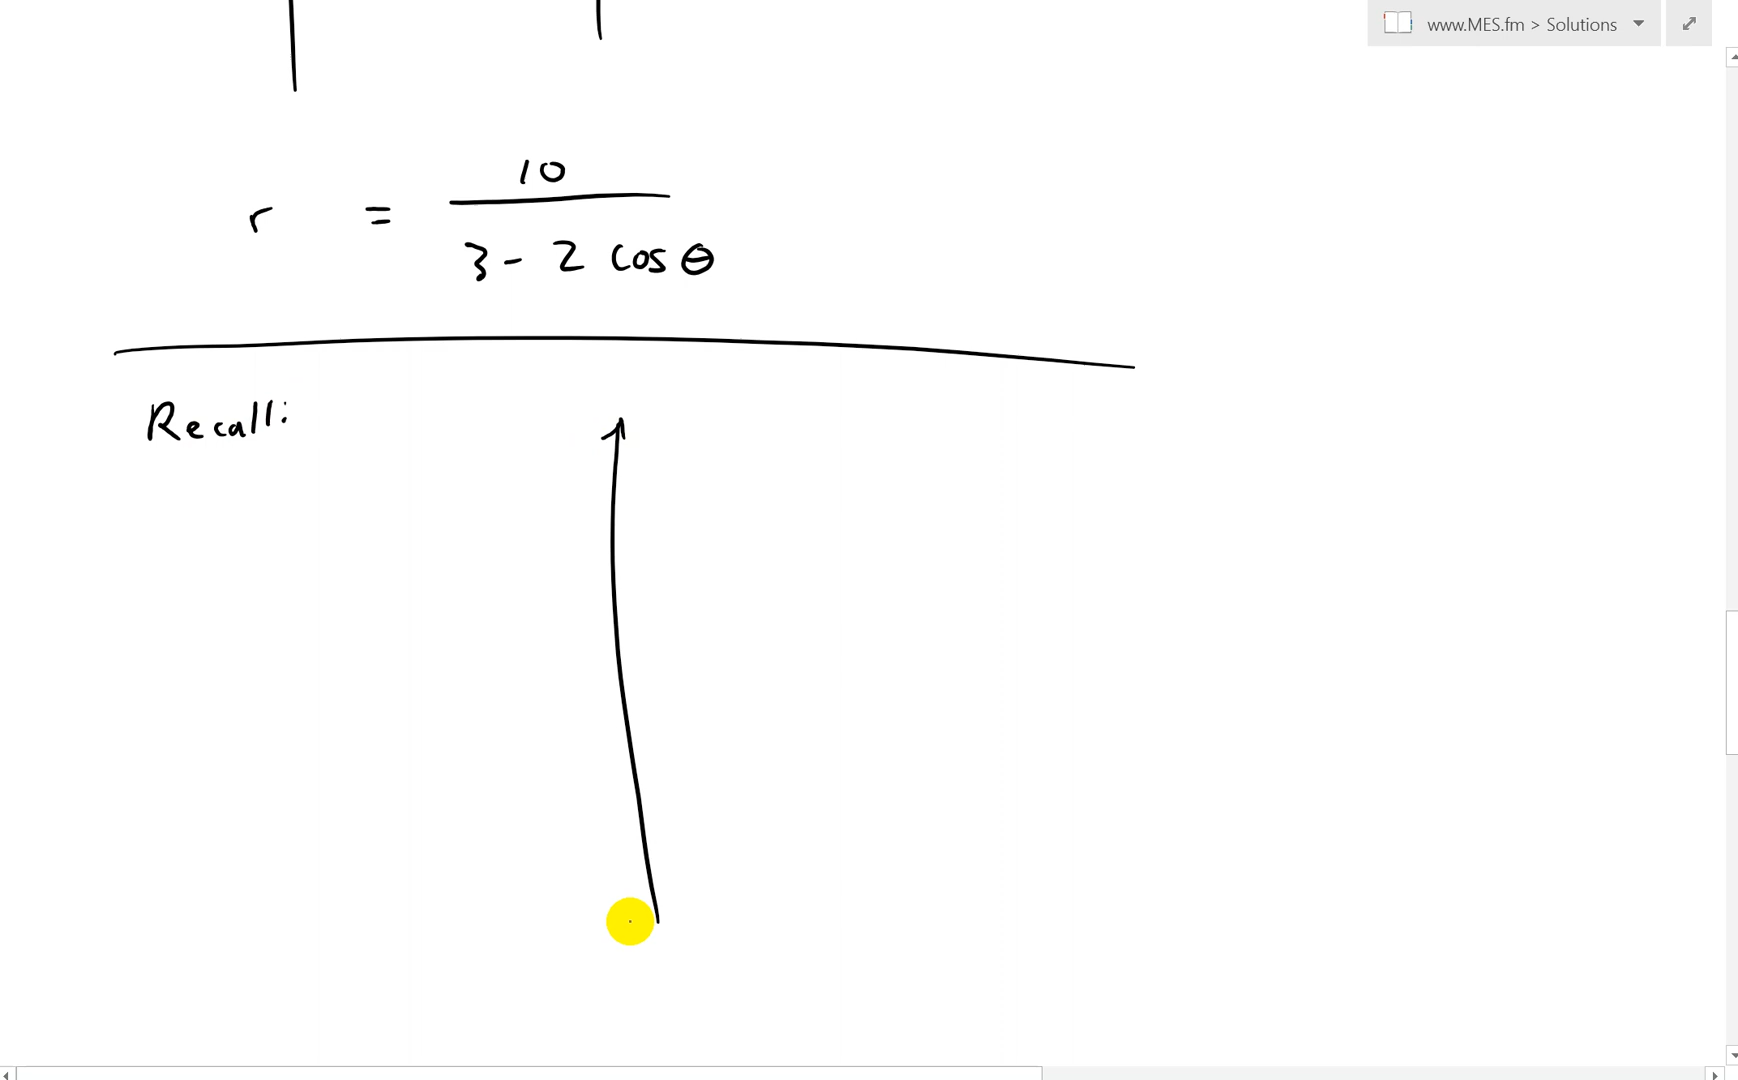 www.MES.fm > Solutions
r = 10 / 3 - 2 cos θ
Recall: